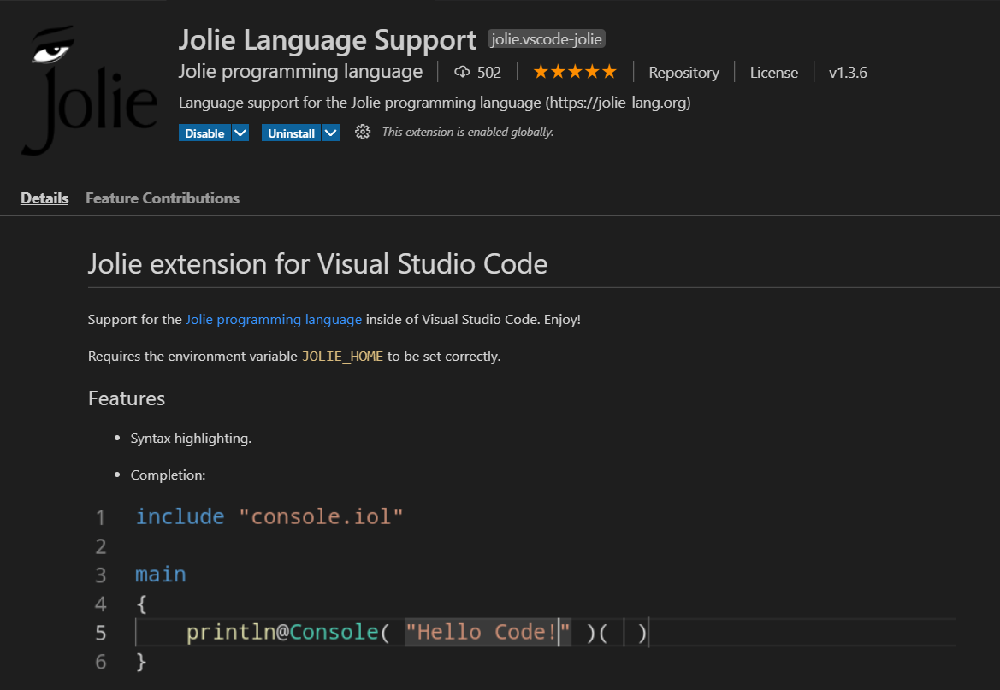 Jolie
Jolie Language Support jolie.vscode-jolie
Jolie programming language 502 Repository License v1.3.6
Language support for the Jolie programming language (https://jolie-lang.org)
Disable Uninstall This extension is enabled globally.
Details Feature Contributions
Jolie extension for Visual Studio Code
Support for the Jolie programming language inside of Visual Studio Code. Enjoy!
Requires the environment variable JOLIE_HOME to be set correctly.
Features
• Syntax highlighting.
• Completion:
1 include "console.iol"
2
3 main
4 {
5 println@Console( "Hello Code!" )( )
6 }